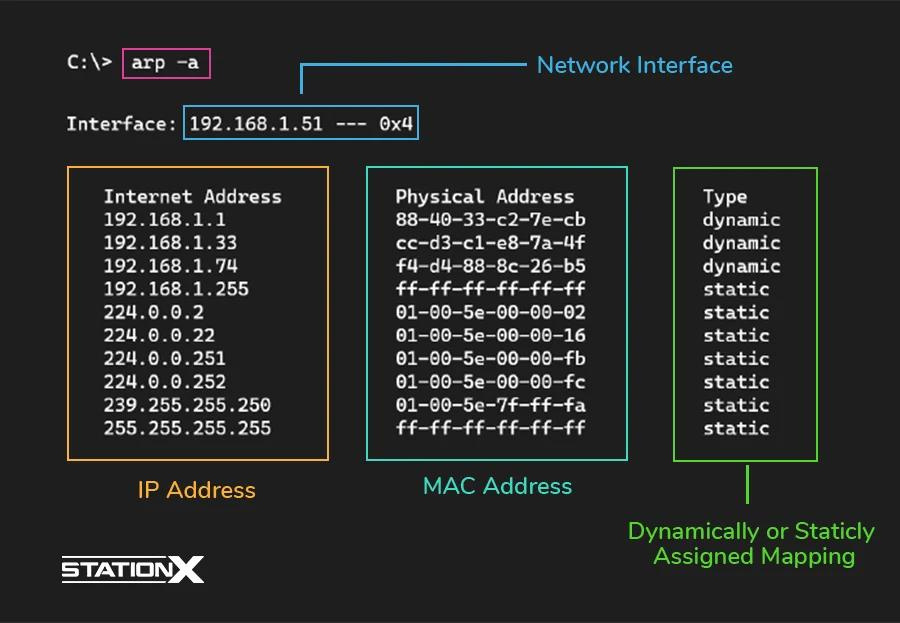 C:\> arp -a
Network Interface
Interface: 192.168.1.51 --- 0x4
Internet Address Physical Address Type
192.168.1.1 88-40-33-c2-7e-cb dynamic
192.168.1.33 cc-d3-c1-e8-7a-4f dynamic
192.168.1.74 f4-d4-88-8c-26-b5 dynamic
192.168.1.255 ff-ff-ff-ff-ff-ff static
224.0.0.2 01-00-5e-00-00-02 static
224.0.0.22 01-00-5e-00-00-16 static
224.0.0.251 01-00-5e-00-00-fb static
224.0.0.252 01-00-5e-00-00-fc static
239.255.255.250 01-00-5e-7f-ff-fa static
255.255.255.255 ff-ff-ff-ff-ff-ff static
IP Address
MAC Address
Dynamically or Staticly
Assigned Mapping
STATIONX